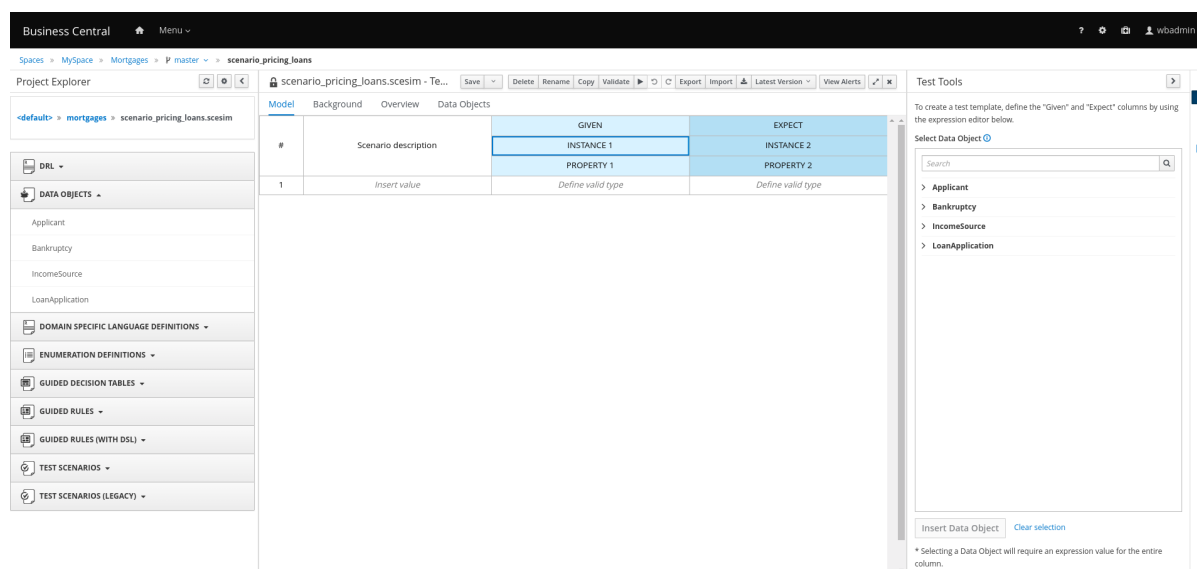 Business Central Menu ? wbadmin
Spaces » MySpace » Mortgages » master » scenario_pricing_loans
Project Explorer
<default> » mortgages » scenario_pricing_loans.scesim
DRL
DATA OBJECTS
Applicant
Bankruptcy
IncomeSource
LoanApplication
DOMAIN SPECIFIC LANGUAGE DEFINITIONS
ENUMERATION DEFINITIONS
GUIDED DECISION TABLES
GUIDED RULES
GUIDED RULES (WITH DSL)
TEST SCENARIOS
TEST SCENARIOS (LEGACY)
scenario_pricing_loans.scesim - Te... Save Delete Rename Copy Validate Export Import Latest Version View Alerts
Model Background Overview Data Objects
# Scenario description GIVEN EXPECT
INSTANCE 1 INSTANCE 2
PROPERTY 1 PROPERTY 2
1 Insert value Define valid type Define valid type
Test Tools
To create a test template, define the "Given" and "Expect" columns by using
the expression editor below.
Select Data Object
Search
Applicant
Bankruptcy
IncomeSource
LoanApplication
Insert Data Object Clear selection
* Selecting a Data Object will require an expression value for the entire
column.